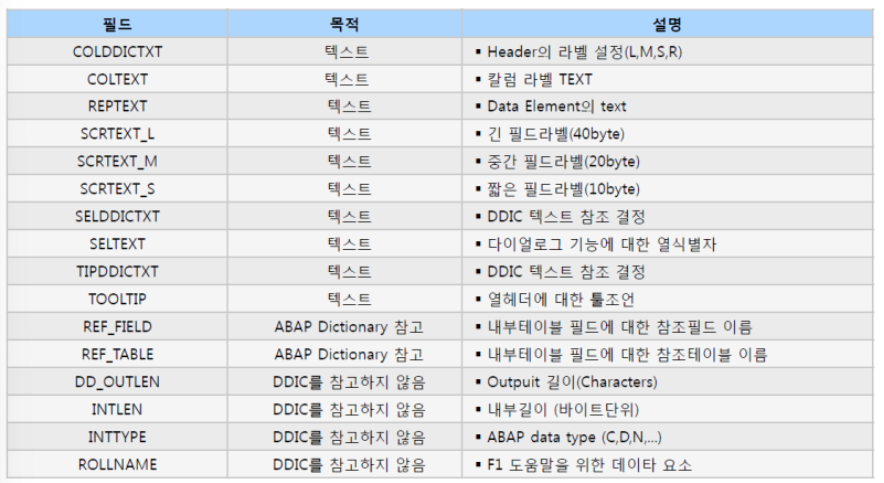 필드 목적 설명
COLDDICTXT 텍스트 ▪ Header의 라벨 설정(L,M,S,R)
COLTEXT 텍스트 ▪ 칼럼 라벨 TEXT
REPTEXT 텍스트 ▪ Data Element의 text
SCRTEXT_L 텍스트 ▪ 긴 필드라벨(40byte)
SCRTEXT_M 텍스트 ▪ 중간 필드라벨(20byte)
SCRTEXT_S 텍스트 ▪ 짧은 필드라벨(10byte)
SELDDICTXT 텍스트 ▪ DDIC 텍스트 참조 결정
SELTEXT 텍스트 ▪ 다이얼로그 기능에 대한 열식별자
TIPDDICTXT 텍스트 ▪ DDIC 텍스트 참조 결정
TOOLTIP 텍스트 ▪ 열헤더에 대한 툴조언
REF_FIELD ABAP Dictionary 참고 ▪ 내부테이블 필드에 대한 참조필드 이름
REF_TABLE ABAP Dictionary 참고 ▪ 내부테이블 필드에 대한 참조테이블 이름
DD_OUTLEN DDIC를 참고하지 않음 ▪ Outpuit 길이(Characters)
INTLEN DDIC를 참고하지 않음 ▪ 내부길이 (바이트단위)
INTTYPE DDIC를 참고하지 않음 ▪ ABAP data type (C,D,N,...)
ROLLNAME DDIC를 참고하지 않음 ▪ F1 도움말을 위한 데이타 요소